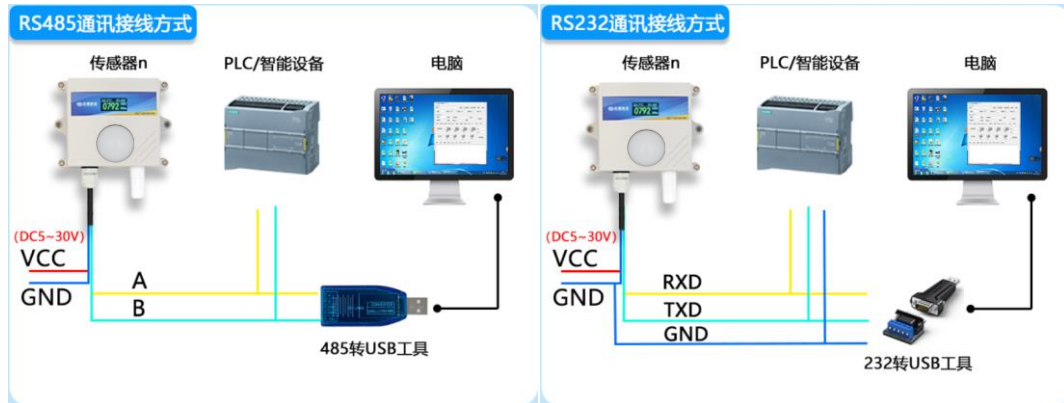 RS485通讯接线方式
传感器n
PLC/智能设备
电脑
0792
(DC5~30V)
VCC
GND
A
B
485转USB工具
RS232通讯接线方式
传感器n
PLC/智能设备
电脑
0792
(DC5~30V)
VCC
GND
RXD
TXD
GND
232转USB工具